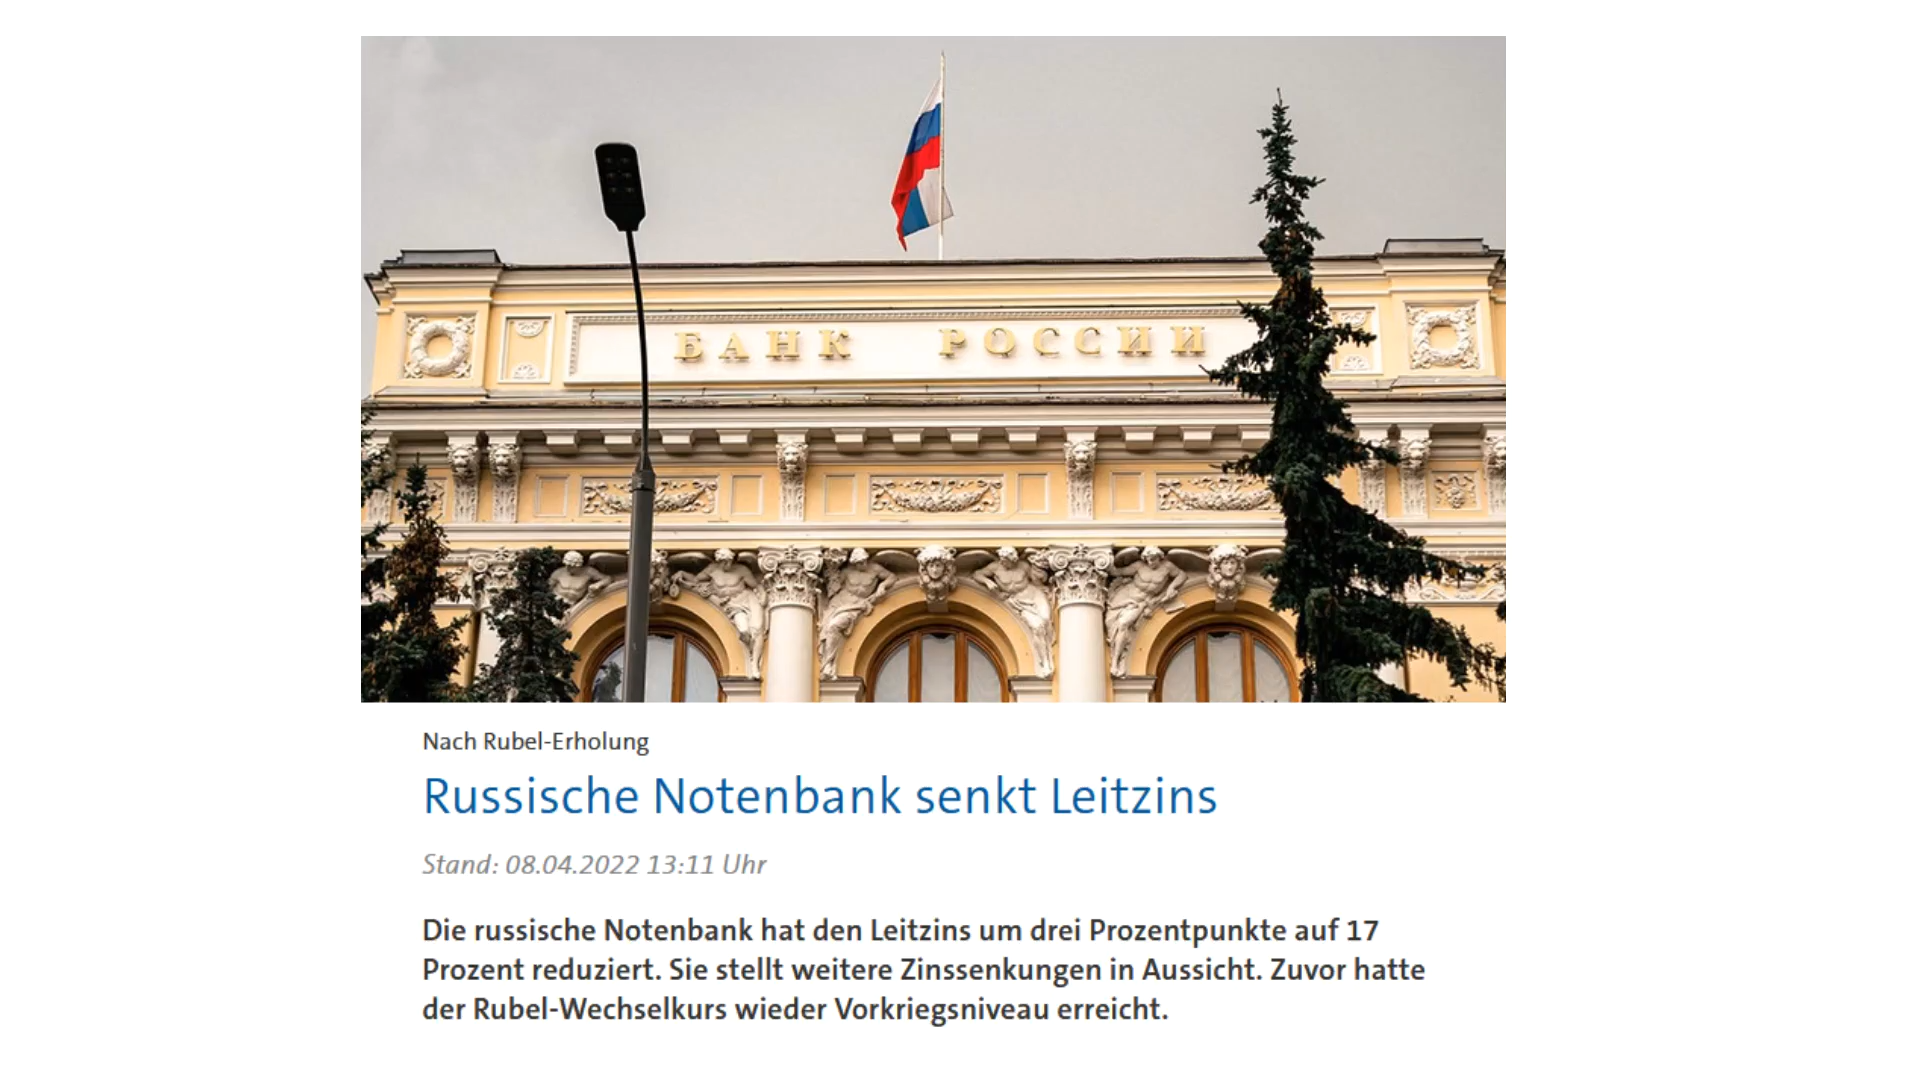 БАНК РОССИИ
Nach Rubel-Erholung
Russische Notenbank senkt Leitzins
Stand: 08.04.2022 13:11 Uhr
Die russische Notenbank hat den Leitzins um drei Prozentpunkte auf 17
Prozent reduziert. Sie stellt weitere Zinssenkungen in Aussicht. Zuvor hatte
der Rubel-Wechselkurs wieder Vorkriegsniveau erreicht.